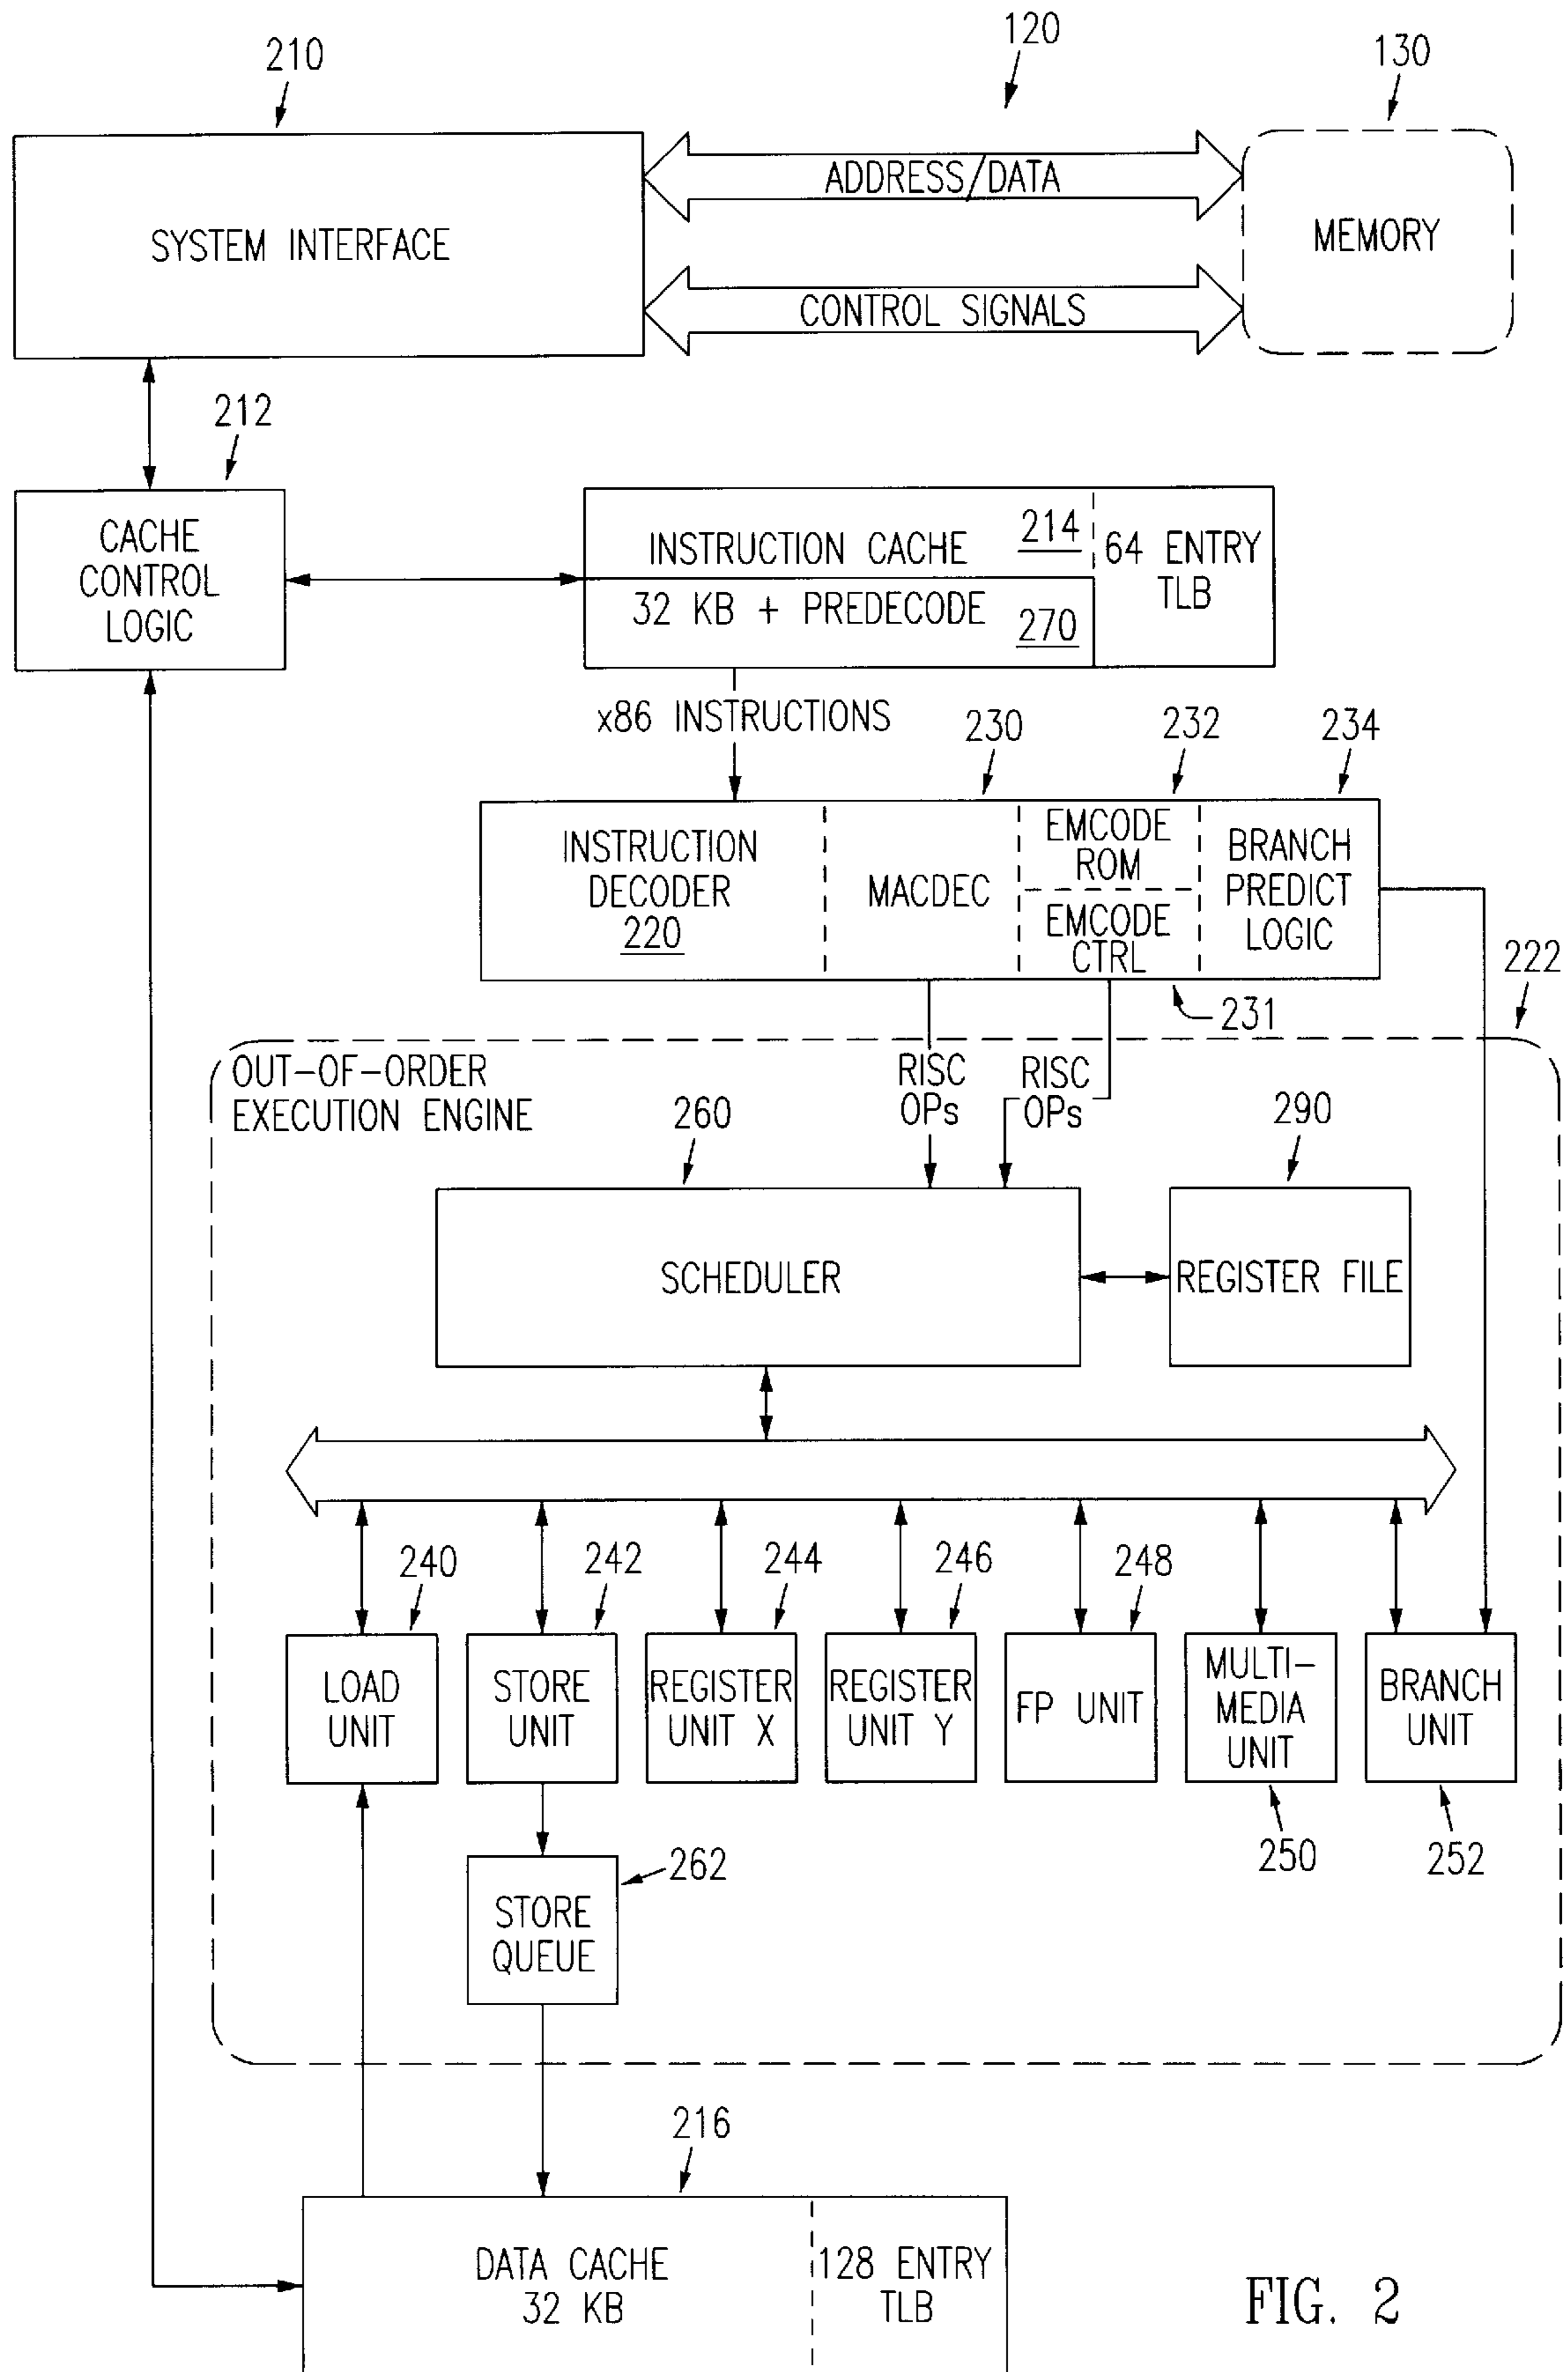 120
210
130
ADDRESS/DATA
SYSTEM INTERFACE
MEMORY
CONTROL SIGNALS
212
CACHE
CONTROL
LOGIC
INSTRUCTION CACHE
214
32 KB + PREDECODE
270
64 ENTRY
TLB
x86 INSTRUCTIONS
230
232
234
INSTRUCTION
DECODER
220
MACDEC
EMCODE
ROM
EMCODE
CTRL
BRANCH
PREDICT
LOGIC
231
222
OUT-OF-ORDER
EXECUTION ENGINE
RISC
OPs
RISC
OPs
260
290
SCHEDULER
REGISTER FILE
240
242
244
246
248
LOAD
UNIT
STORE
UNIT
REGISTER
UNIT X
REGISTER
UNIT Y
FP UNIT
MULTI-
MEDIA
UNIT
BRANCH
UNIT
250
252
262
STORE
QUEUE
216
DATA CACHE
32 KB
128 ENTRY
TLB
FIG. 2